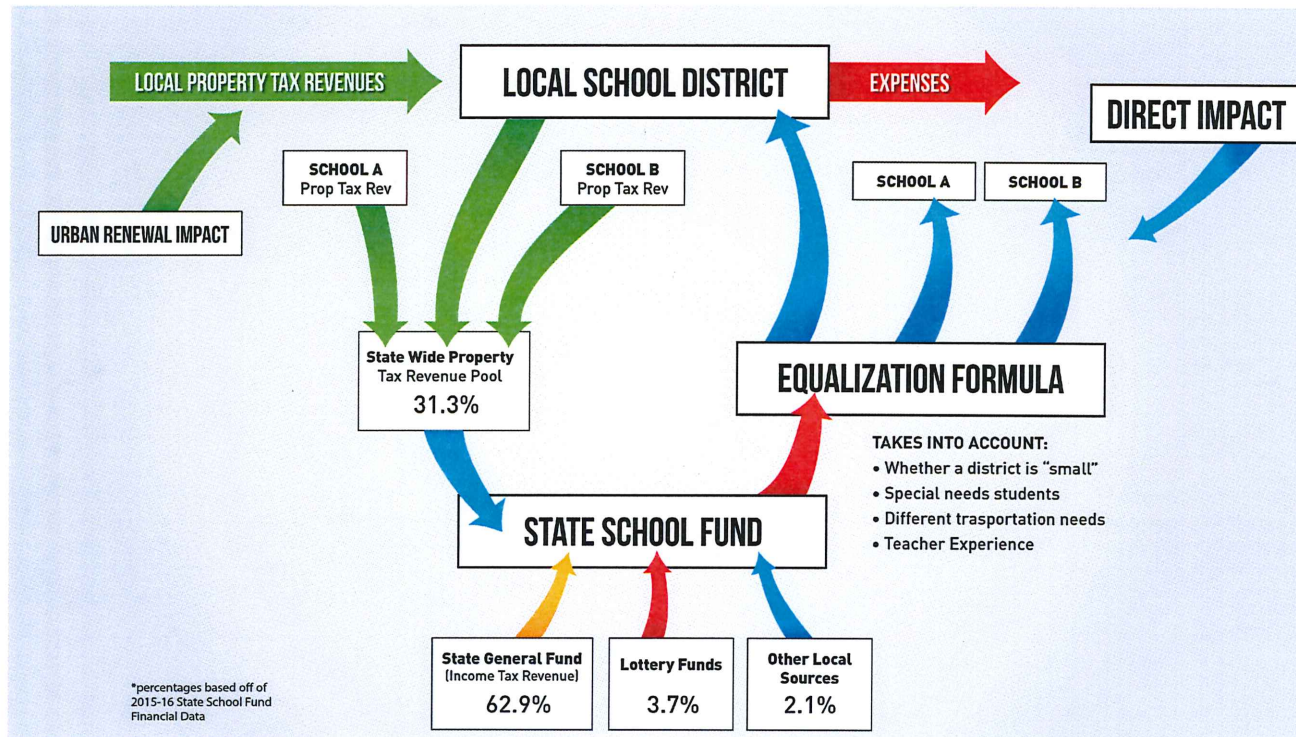 LOCAL PROPERTY TAX REVENUES
LOCAL SCHOOL DISTRICT
EXPENSES
DIRECT IMPACT
SCHOOL A
Prop Tax Rev
SCHOOL B
Prop Tax Rev
SCHOOL A
SCHOOL B
URBAN RENEWAL IMPACT
State Wide Property
Tax Revenue Pool
31.3%
EQUALIZATION FORMULA
TAKES INTO ACCOUNT:
• Whether a district is "small"
• Special needs students
• Different trasportation needs
• Teacher Experience
STATE SCHOOL FUND
State General Fund
(Income Tax Revenue)
62.9%
Lottery Funds
3.7%
Other Local
Sources
2.1%
*percentages based off of
2015-16 State School Fund
Financial Data